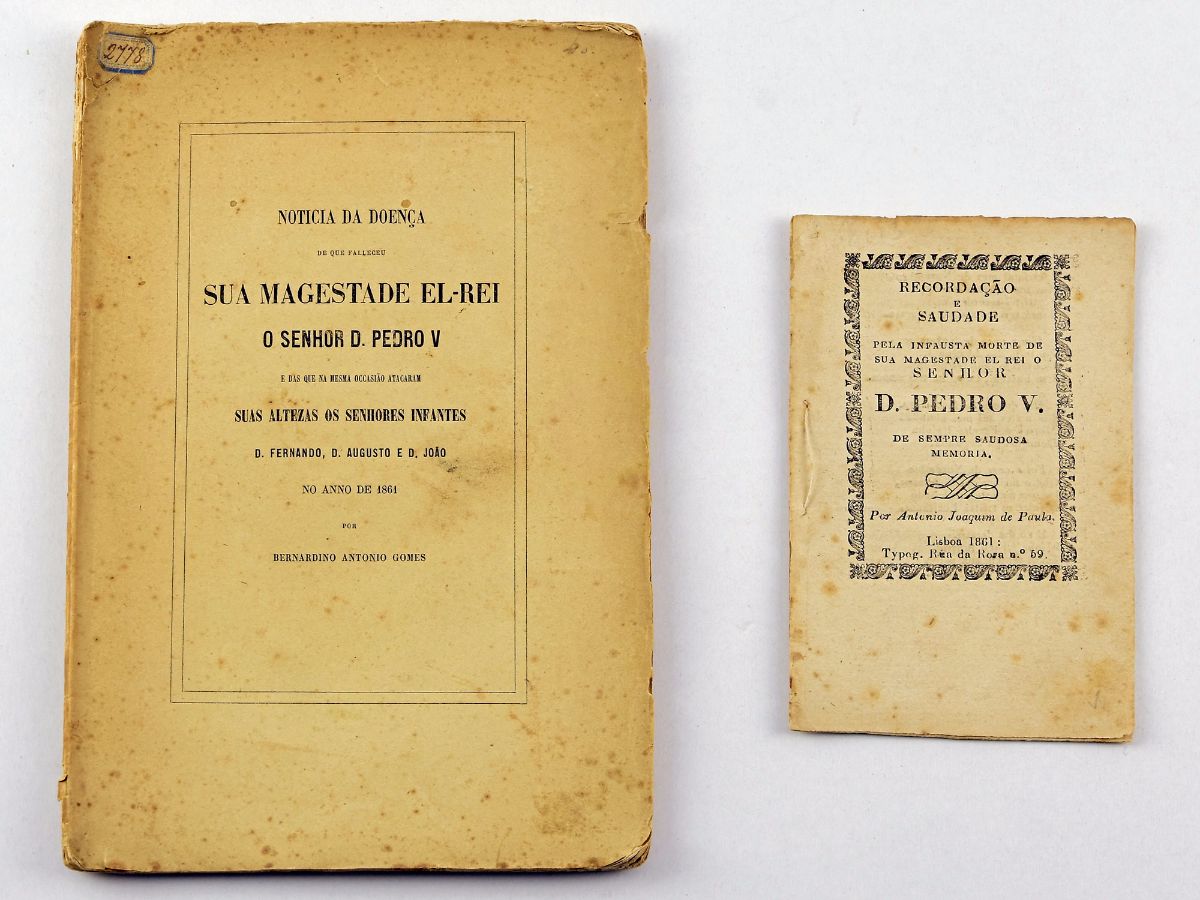 2778
NOTICIA DA DOENÇA
DE QUE FALLECEU
SUA MAGESTADE EL-REI
O SENHOR D. PEDRO V
E DAS QUE NA MESMA OCCASIÃO ATACARAM
SUAS ALTEZAS OS SENHORES INFANTES
D. FERNANDO, D. AUGUSTO E D. JOÃO
NO ANNO DE 1861
POR
BERNARDINO ANTONIO GOMES
RECORDAÇÃO
E
SAUDADE
PELA INFAUSTA MORTE DE
SUA MAGESTADE EL REI O
SENHOR
D. PEDRO V.
DE SEMPRE SAUDOSA
MEMORIA.
Por Antonio Joaquim de Paula.
Lisboa 1861:
Typog. Rua da Rosa n.º 59.